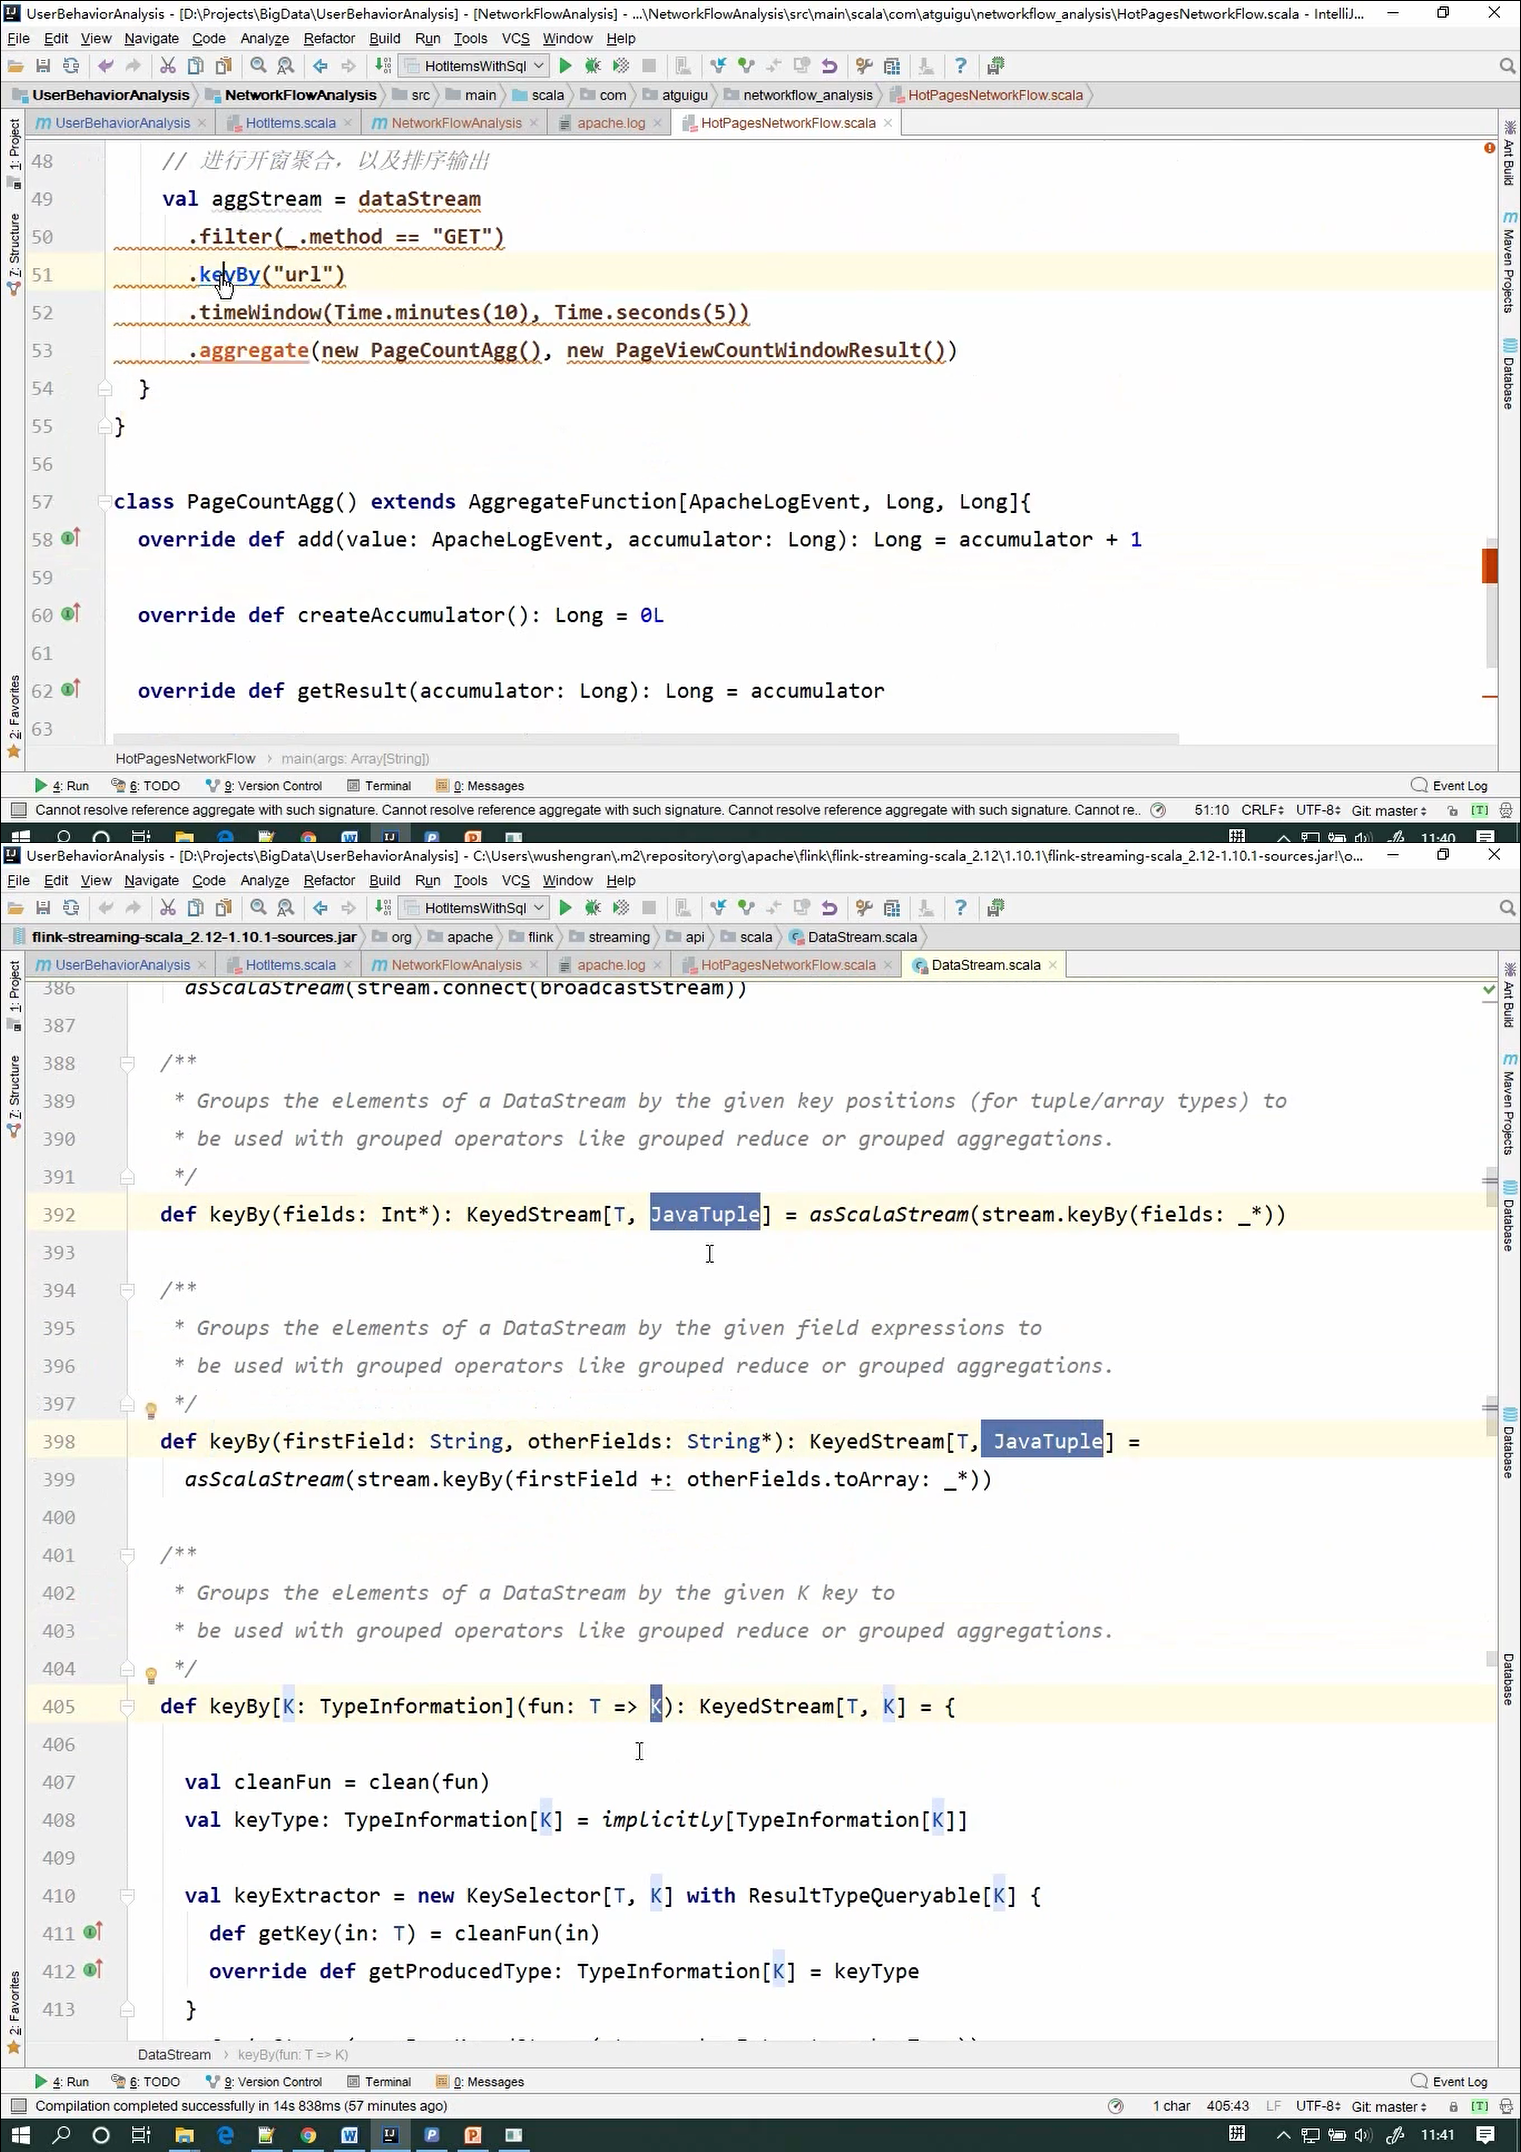 UserBehaviorAnalysis - [D:\Projects\BigData\UserBehaviorAnalysis] - [NetworkFlowAnalysis] - ...\NetworkFlowAnalysis\src\main\scala\com\atguigu\networkflow_analysis\HotPagesNetworkFlow.scala - IntelliJ...
File Edit View Navigate Code Analyze Refactor Build Run Tools VCS Window Help
HotItemsWithSql
UserBehaviorAnalysis NetworkFlowAnalysis src main scala com atguigu networkflow_analysis HotPagesNetworkFlow.scala
UserBehaviorAnalysis HotItems.scala NetworkFlowAnalysis apache.log HotPagesNetworkFlow.scala
1: Project
7: Structure
2: Favorites
Ant Build
Maven Projects
Database
48 // 进行开窗聚合，以及排序输出
49 val aggStream = dataStream
50 .filter(_.method == "GET")
51 .keyBy("url")
52 .timeWindow(Time.minutes(10), Time.seconds(5))
53 .aggregate(new PageCountAgg(), new PageViewCountWindowResult())
54 }
55 }
56
57 class PageCountAgg() extends AggregateFunction[ApacheLogEvent, Long, Long]{
58 override def add(value: ApacheLogEvent, accumulator: Long): Long = accumulator + 1
59
60 override def createAccumulator(): Long = 0L
61
62 override def getResult(accumulator: Long): Long = accumulator
63
HotPagesNetworkFlow main(args: Array[String])
4: Run 6: TODO 9: Version Control Terminal 0: Messages Event Log
Cannot resolve reference aggregate with such signature. Cannot resolve reference aggregate with such signature. Cannot resolve reference aggregate with such signature. Cannot re.. 51:10 CRLF UTF-8 Git: master [T]
拼 11:40
UserBehaviorAnalysis - [D:\Projects\BigData\UserBehaviorAnalysis] - C:\Users\wushengran\.m2\repository\org\apache\flink\flink-streaming-scala_2.12\1.10.1\flink-streaming-scala_2.12-1.10.1-sources.jar!\o...
File Edit View Navigate Code Analyze Refactor Build Run Tools VCS Window Help
HotItemsWithSql
flink-streaming-scala_2.12-1.10.1-sources.jar org apache flink streaming api scala DataStream.scala
UserBehaviorAnalysis HotItems.scala NetworkFlowAnalysis apache.log HotPagesNetworkFlow.scala DataStream.scala
1: Project
7: Structure
2: Favorites
Ant Build
Maven Projects
Database
Database
Database
386 asScalaStream(stream.connect(broadcastStream))
387
388 /**
389 * Groups the elements of a DataStream by the given key positions (for tuple/array types) to
390 * be used with grouped operators like grouped reduce or grouped aggregations.
391 */
392 def keyBy(fields: Int*): KeyedStream[T, JavaTuple] = asScalaStream(stream.keyBy(fields: _*))
393
394 /**
395 * Groups the elements of a DataStream by the given field expressions to
396 * be used with grouped operators like grouped reduce or grouped aggregations.
397 */
398 def keyBy(firstField: String, otherFields: String*): KeyedStream[T, JavaTuple] =
399 asScalaStream(stream.keyBy(firstField +: otherFields.toArray: _*))
400
401 /**
402 * Groups the elements of a DataStream by the given K key to
403 * be used with grouped operators like grouped reduce or grouped aggregations.
404 */
405 def keyBy[K: TypeInformation](fun: T => K): KeyedStream[T, K] = {
406
407 val cleanFun = clean(fun)
408 val keyType: TypeInformation[K] = implicitly[TypeInformation[K]]
409
410 val keyExtractor = new KeySelector[T, K] with ResultTypeQueryable[K] {
411 def getKey(in: T) = cleanFun(in)
412 override def getProducedType: TypeInformation[K] = keyType
413 }
DataStream keyBy(fun: T => K)
4: Run 6: TODO 9: Version Control Terminal 0: Messages Event Log
Compilation completed successfully in 14s 838ms (57 minutes ago) 1 char 405:43 LF UTF-8 Git: master [T]
拼 11:41